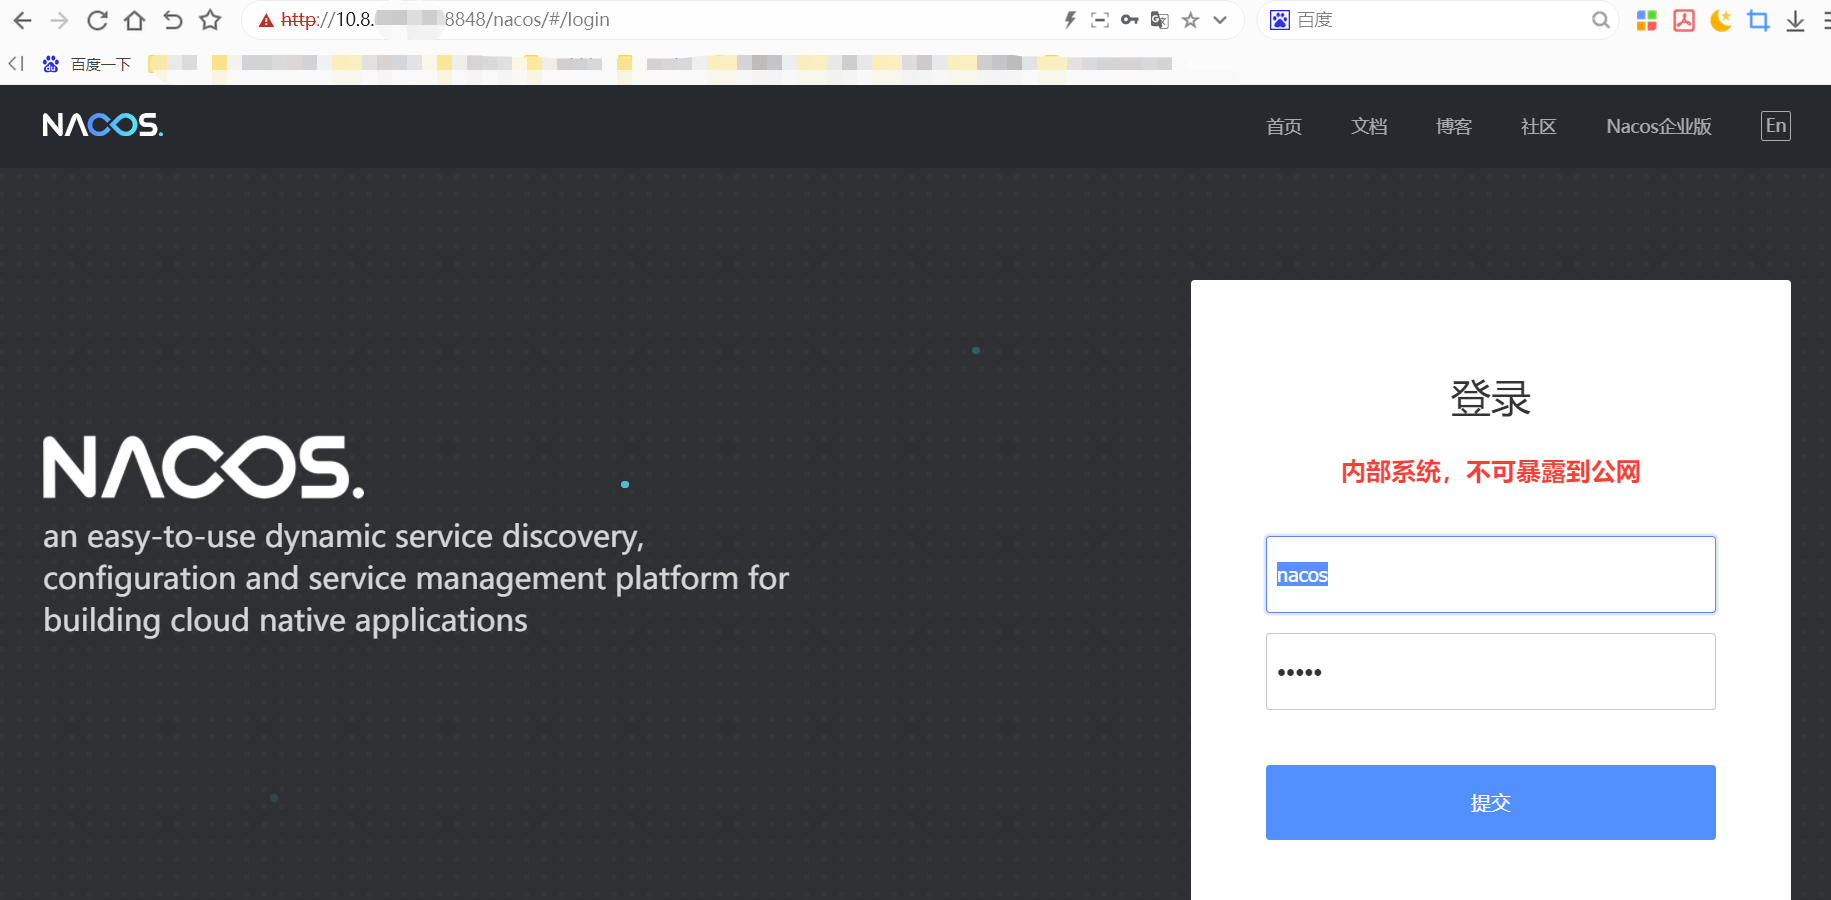 http://10.8. 8848/nacos/#/login
百度
百度一下
NACOS.
首页
文档
博客
社区
Nacos企业版
En
NACOS.
an easy-to-use dynamic service discovery,
configuration and service management platform for
building cloud native applications
登录
内部系统，不可暴露到公网
nacos
•••••
提交